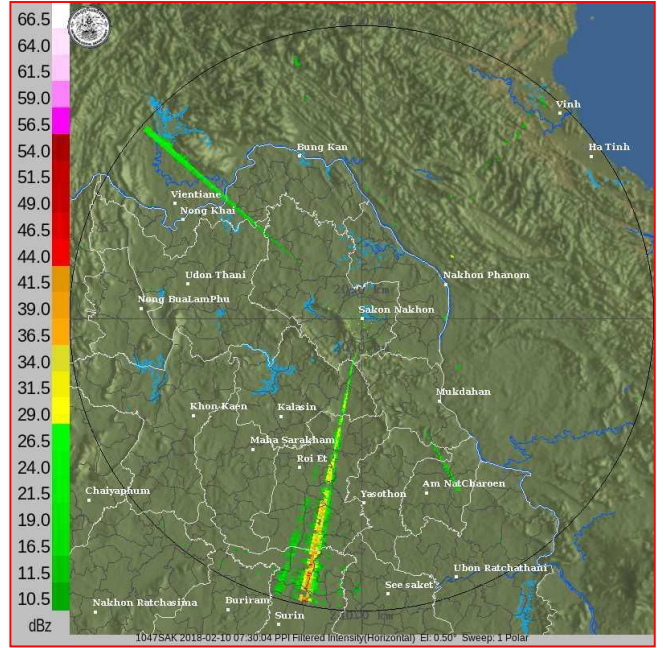 66.5
64.0
61.5
59.0
56.5
54.0
51.5
49.0
46.5
44.0
41.5
39.0
36.5
34.0
31.5
29.0
26.5
24.0
21.5
19.0
16.5
13.5
11.5
10.5
dBz
Vinh
Ha Tinh
Bung Kan
Vientiane
Nong Khai
Udon Thani
Nakhon Phanom
Nong BuaLamPhu
Sakon Nakhon
Mukdahan
Khon Kaen
Kalasin
Maha Sarakham
Roi Et
Chaiyaphum
Yasothon
Am NatCharoen
Ubon Ratchathani
See saket
Nakhon Ratchasima
Buriram
Surin
1047SAK 2018-02-10 07:30:04 PPI Filtered Intensity(Horizontal) El: 0.50° Sweep: 1 Polar